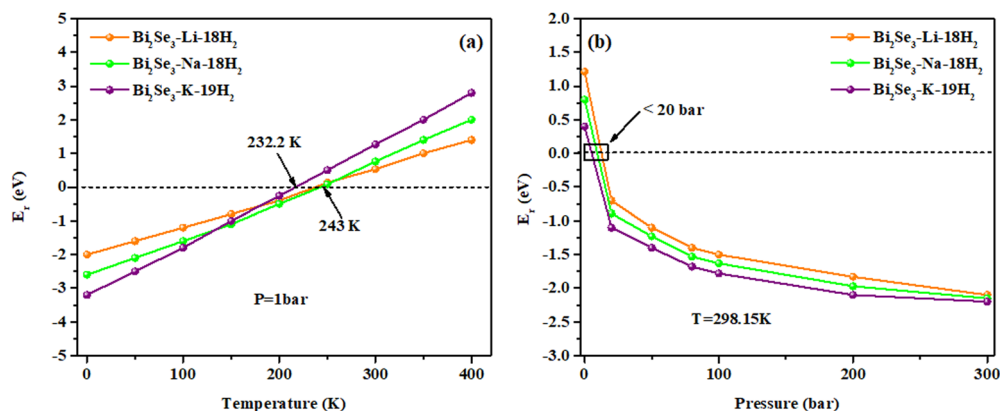 (a)
Bi₂Se₃-Li-18H₂
Bi₂Se₃-Na-18H₂
Bi₂Se₃-K-19H₂
232.2 K
243 K
P=1bar
Eᵣ (eV)
5
4
3
2
1
0
-1
-2
-3
-4
-5
0 100 200 300 400
Temperature (K)
(b)
Bi₂Se₃-Li-18H₂
Bi₂Se₃-Na-18H₂
Bi₂Se₃-K-19H₂
< 20 bar
T=298.15K
Eᵣ (eV)
2.0
1.5
1.0
0.5
0.0
-0.5
-1.0
-1.5
-2.0
-2.5
-3.0
0 100 200 300
Pressure (bar)